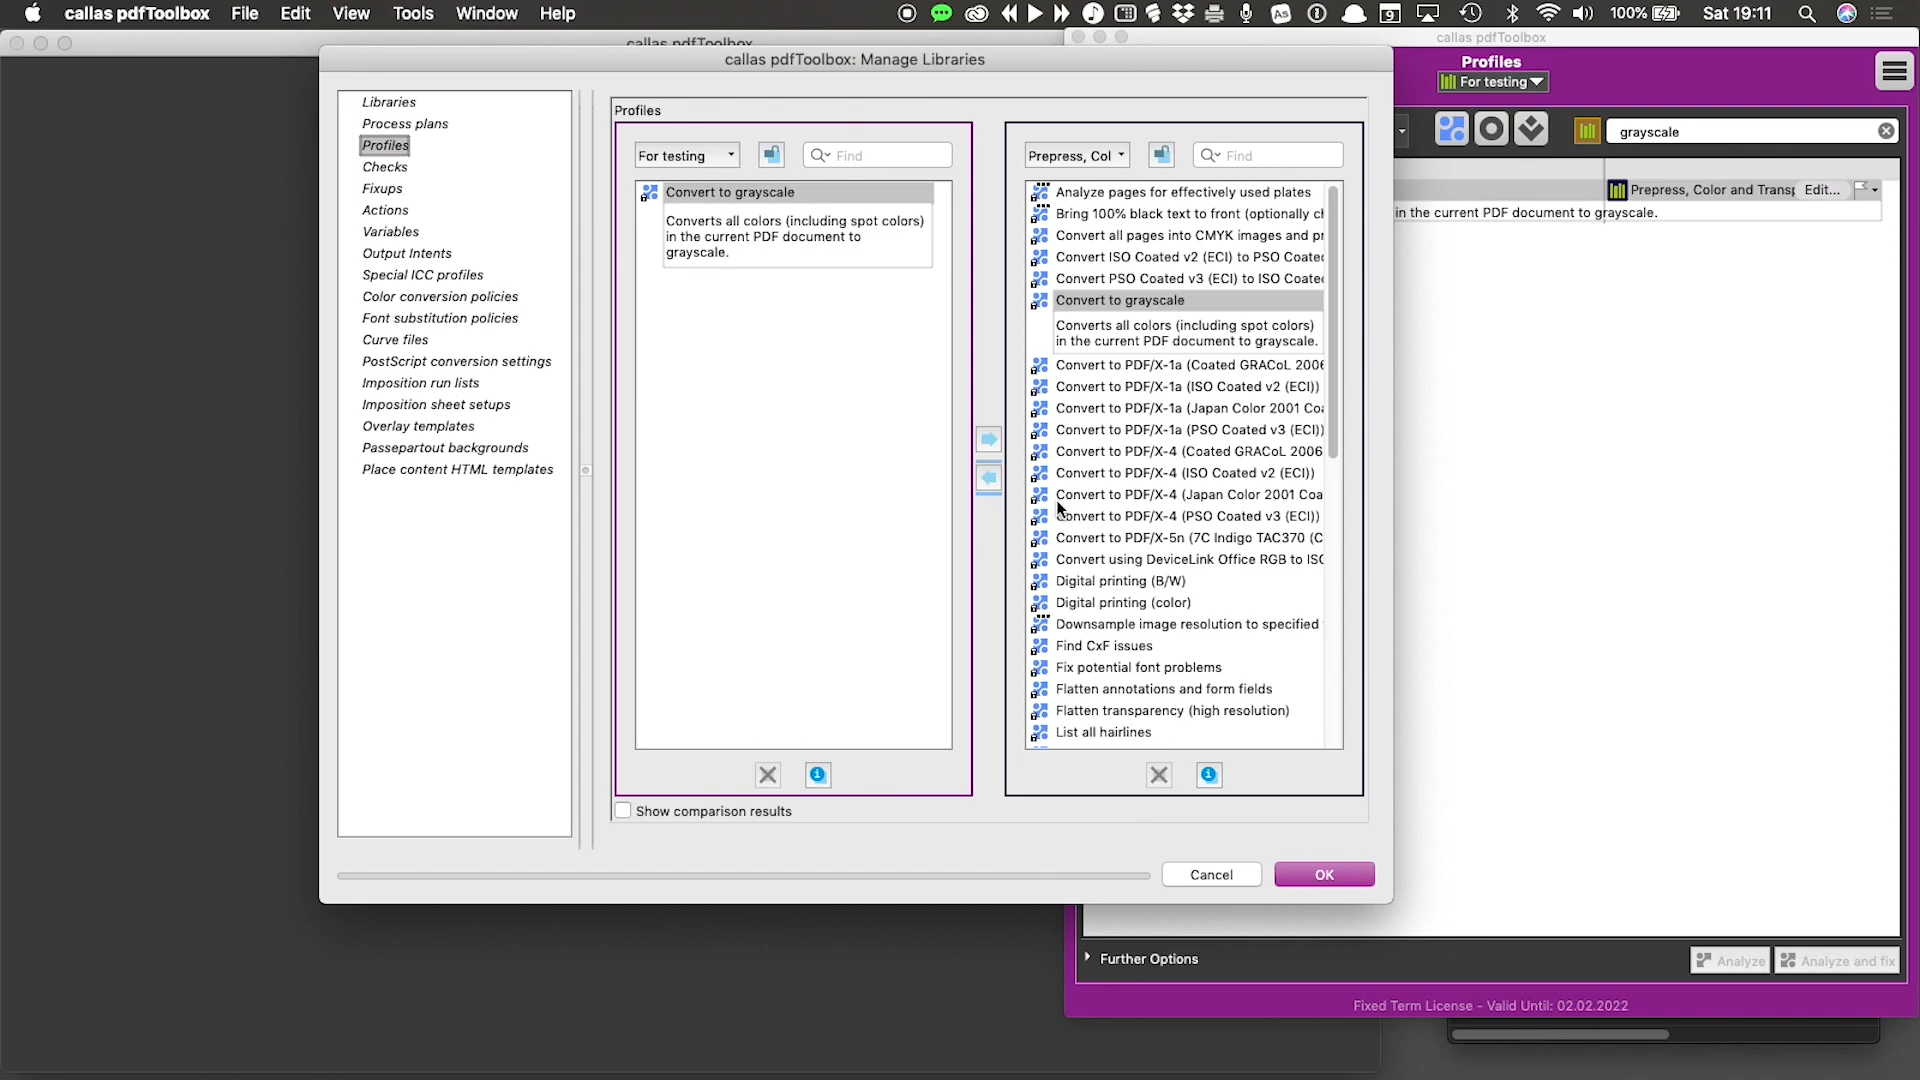 callas pdfToolbox File Edit View Tools Window Help
100% Sat 19:11
callas pdfToolbox
callas pdfToolbox
callas pdfToolbox: Manage Libraries
Libraries
Process plans
Profiles
Checks
Fixups
Actions
Variables
Output Intents
Special ICC profiles
Color conversion policies
Font substitution policies
Curve files
PostScript conversion settings
Imposition run lists
Imposition sheet setups
Overlay templates
Passepartout backgrounds
Place content HTML templates
Profiles
For testing
Find
Convert to grayscale
Converts all colors (including spot colors)
in the current PDF document to
grayscale.
Show comparison results
Prepress, Col
Find
Analyze pages for effectively used plates
Bring 100% black text to front (optionally
Convert all pages into CMYK images and
Convert ISO Coated v2 (ECI) to PSO Coated
Convert PSO Coated v3 (ECI) to ISO Coated
Convert to grayscale
Converts all colors (including spot colors)
in the current PDF document to grayscale.
Convert to PDF/X-1a (Coated GRACoL 2006
Convert to PDF/X-1a (ISO Coated v2 (ECI))
Convert to PDF/X-1a (Japan Color 2001 Coa
Convert to PDF/X-1a (PSO Coated v3 (ECI))
Convert to PDF/X-4 (Coated GRACoL 2006
Convert to PDF/X-4 (ISO Coated v2 (ECI))
Convert to PDF/X-4 (Japan Color 2001 Coa
Convert to PDF/X-4 (PSO Coated v3 (ECI))
Convert to PDF/X-5n (7C Indigo TAC370 (C
Convert using DeviceLink Office RGB to ISO
Digital printing (B/W)
Digital printing (color)
Downsample image resolution to specified
Find CxF issues
Fix potential font problems
Flatten annotations and form fields
Flatten transparency (high resolution)
List all hairlines
Cancel
OK
Profiles
For testing
grayscale
Prepress, Color and Transp Edit...
in the current PDF document to grayscale.
Further Options
Analyze
Analyze and fix
Fixed Term License - Valid Until: 02.02.2022